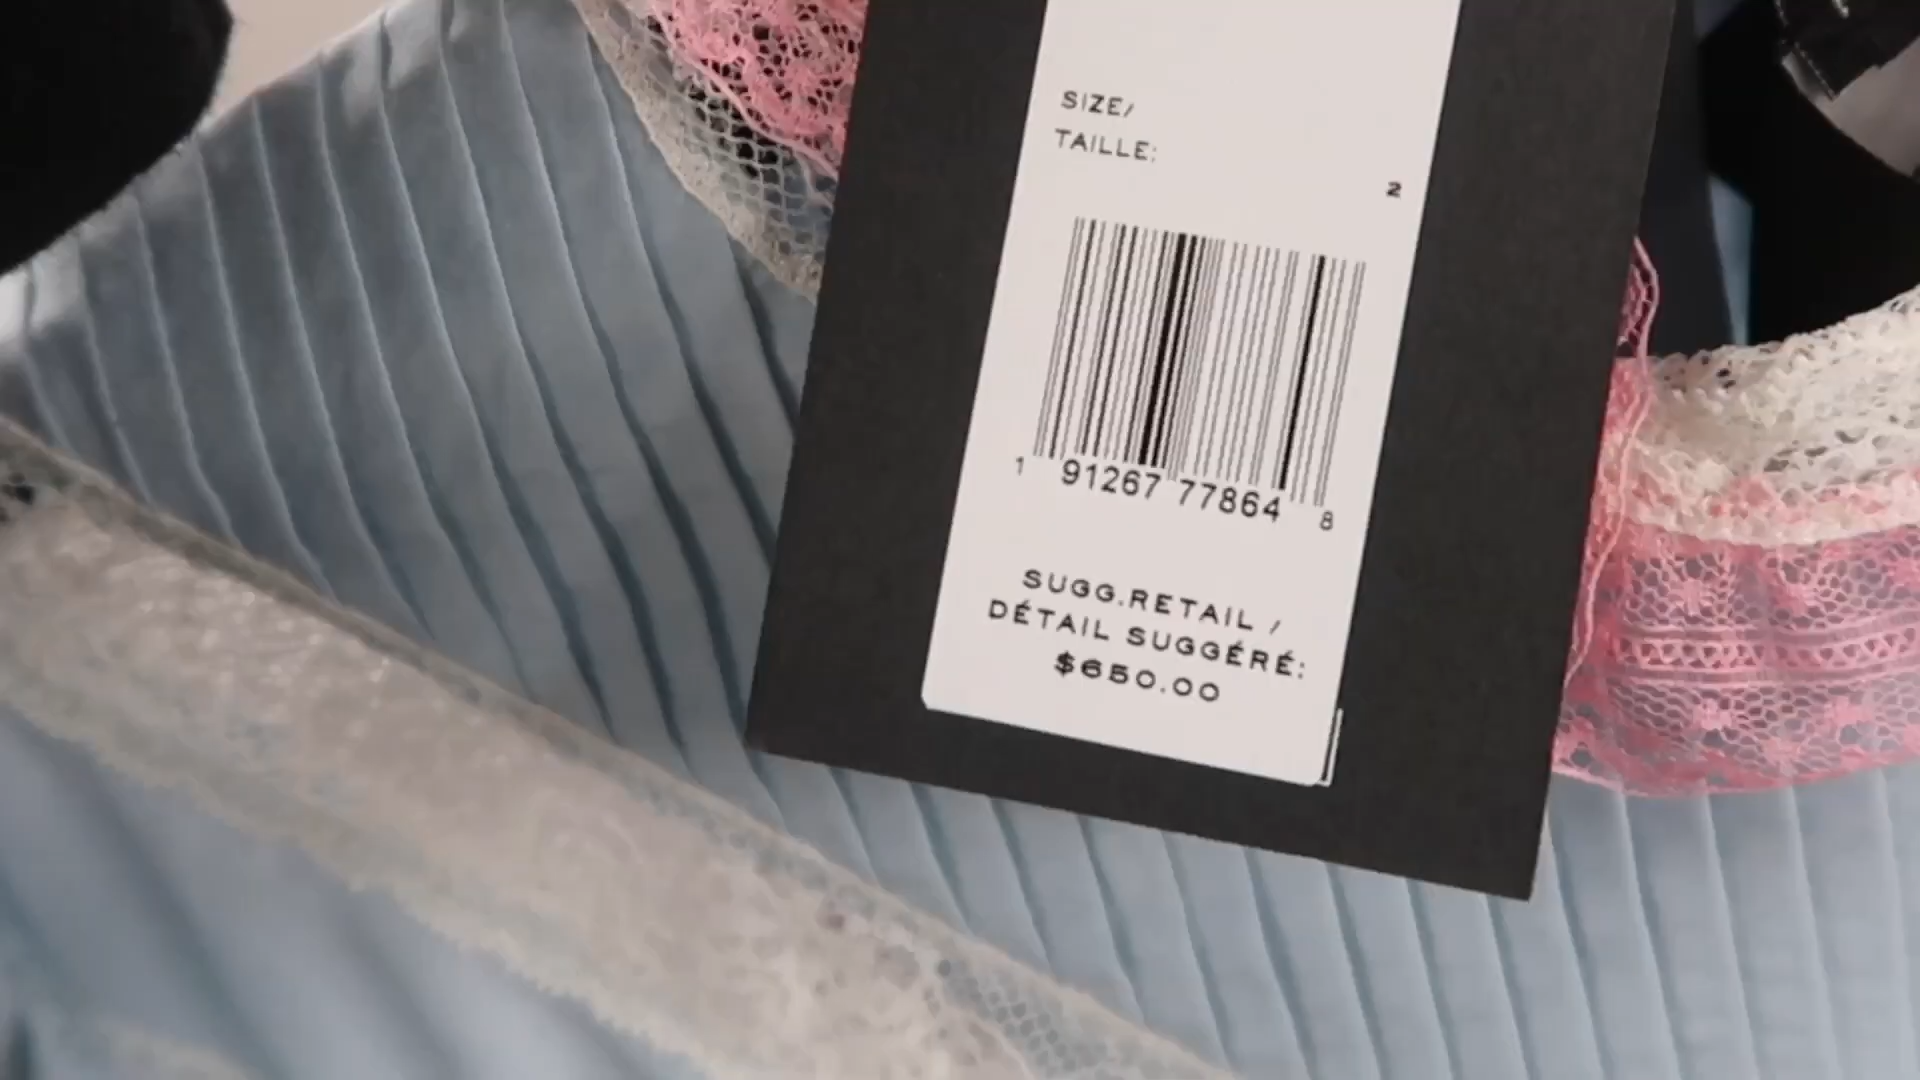 SIZE/
TAILLE:
2
1 91267 77864 8
SUGG.RETAIL /
DÉTAIL SUGGÉRÉ:
$650.00